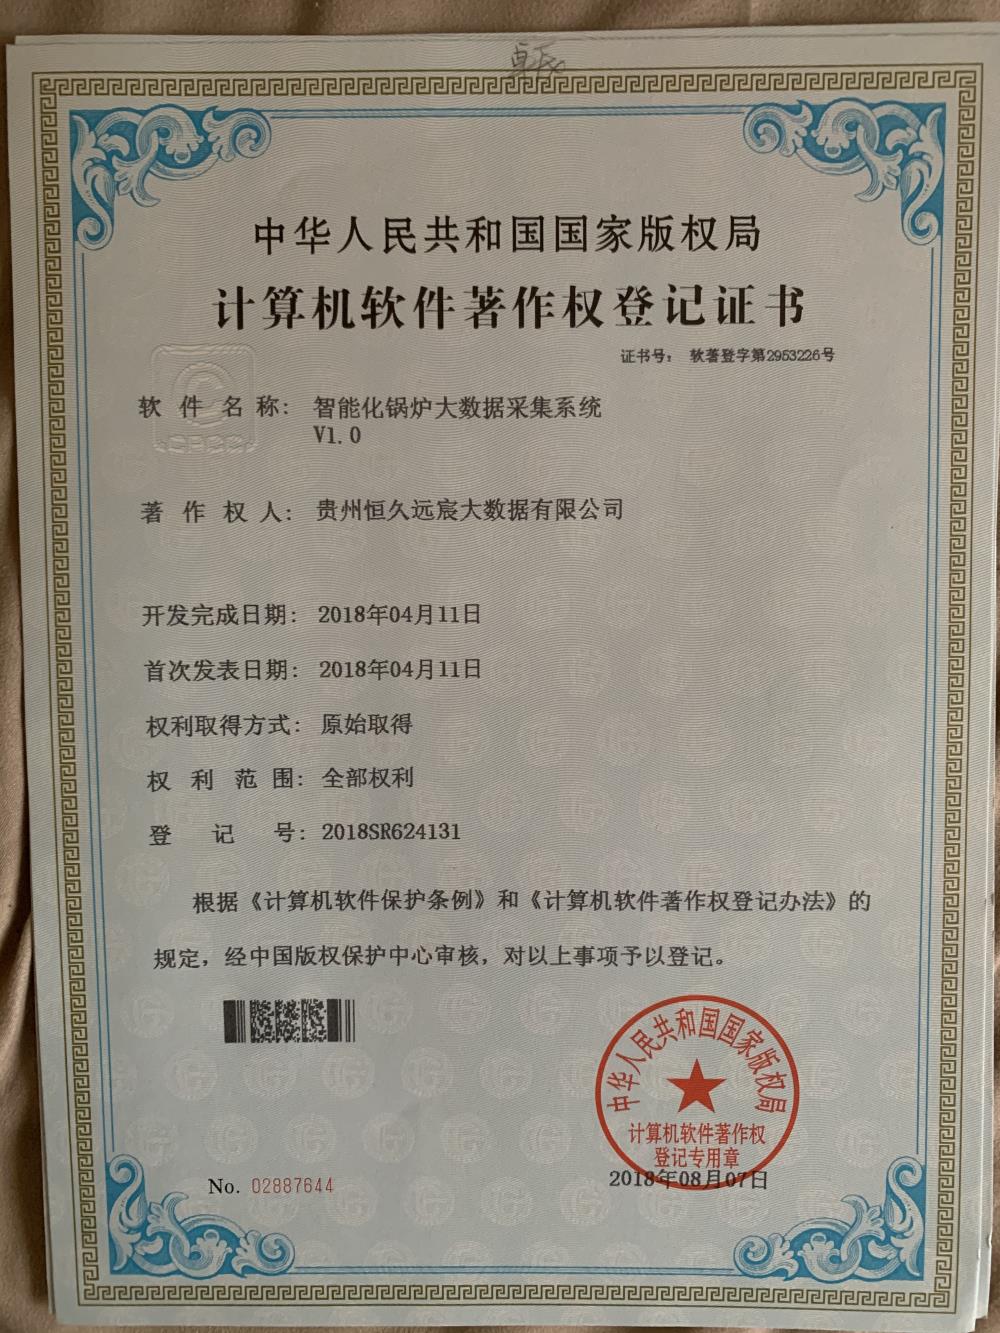 中华人民共和国国家版权局
计算机软件著作权登记证书
证书号： 软著登字第2953226号
软件名称： 智能化锅炉大数据采集系统
V1.0
著作权人： 贵州恒久远宸大数据有限公司
开发完成日期： 2018年04月11日
首次发表日期： 2018年04月11日
权利取得方式： 原始取得
权利范围： 全部权利
登记号： 2018SR624131
根据《计算机软件保护条例》和《计算机软件著作权登记办法》的
规定，经中国版权保护中心审核，对以上事项予以登记。
中华人民共和国国家版权局
计算机软件著作权
登记专用章
No. 02887644
2018年08月07日